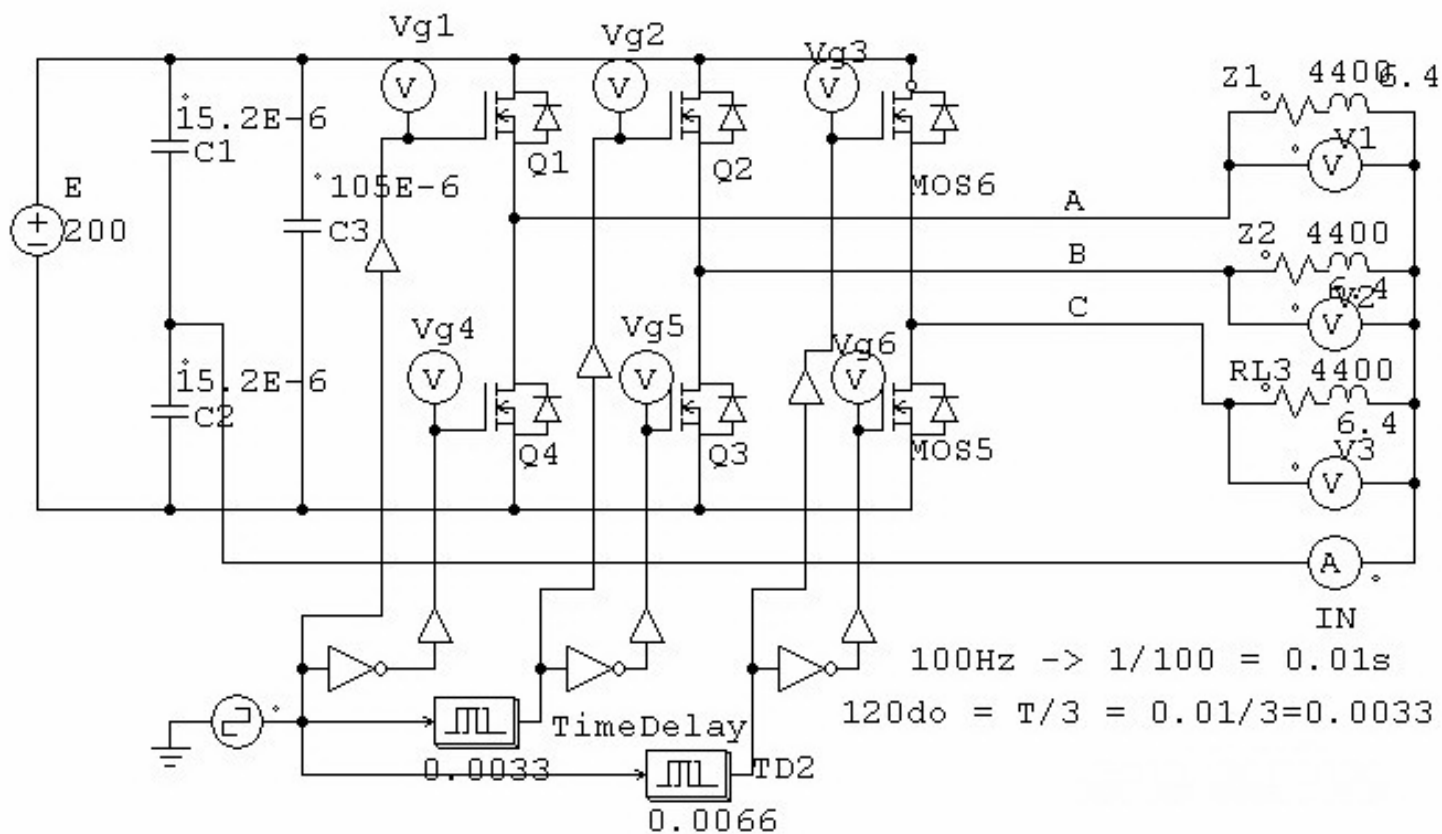 Vg1
Vg2
Vg3
Z1
4400
6.4
15.2E-6
C1
Q1
Q2
V1
E
200
105E-6
C3
MOS6
A
Z2
4400
B
6.4
V2
C
Vg4
Vg5
Vg6
15.2E-6
C2
RL3
4400
6.4
Q4
Q3
MOS5
V3
IN
100Hz -> 1/100 = 0.01s
120do = T/3 = 0.01/3=0.0033
TimeDelay
0.0033
TD2
0.0066
V
V
V
V
V
V
V
V
V
A